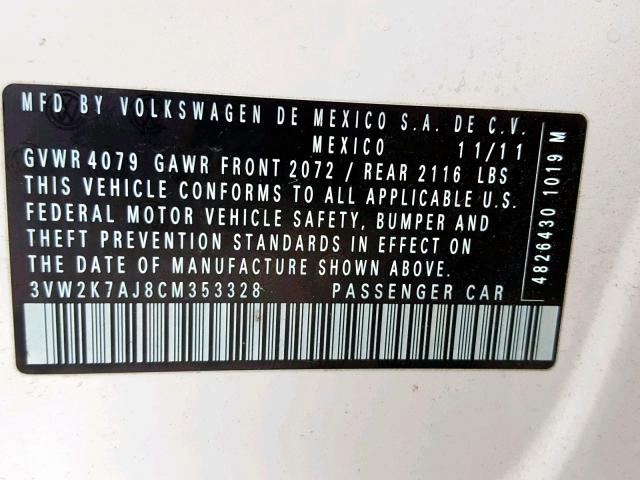 MFD BY VOLKSWAGEN DE MEXICO S.A. DE C.V.
MEXICO 11/11
GVWR 4079 GAWR FRONT 2072 / REAR 2116 LBS
THIS VEHICLE CONFORMS TO ALL APPLICABLE U.S.
FEDERAL MOTOR VEHICLE SAFETY, BUMPER AND
THEFT PREVENTION STANDARDS IN EFFECT ON
THE DATE OF MANUFACTURE SHOWN ABOVE.
3VW2K7AJ8CM353328 PASSENGER CAR
4826430 1019 M